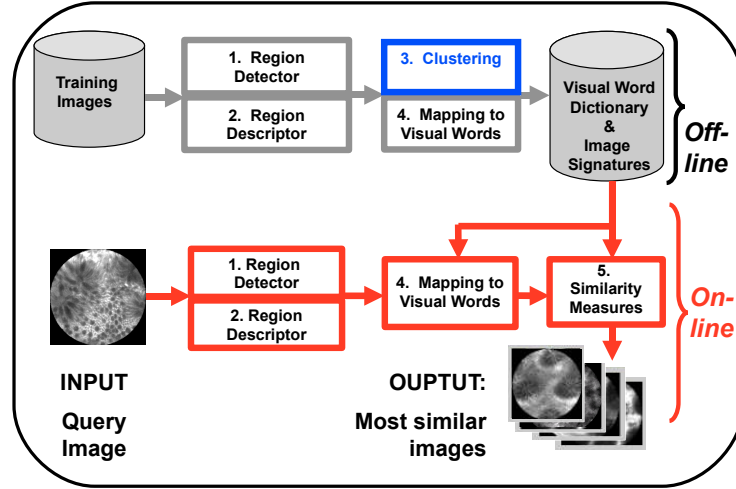 Training
Images
1. Region
Detector
2. Region
Descriptor
3. Clustering
4. Mapping to
Visual Words
Visual Word
Dictionary
&
Image
Signatures
Off-
line
1. Region
Detector
2. Region
Descriptor
4. Mapping to
Visual Words
5.
Similarity
Measures
On-
line
INPUT
Query
Image
OUPTUT:
Most similar
images